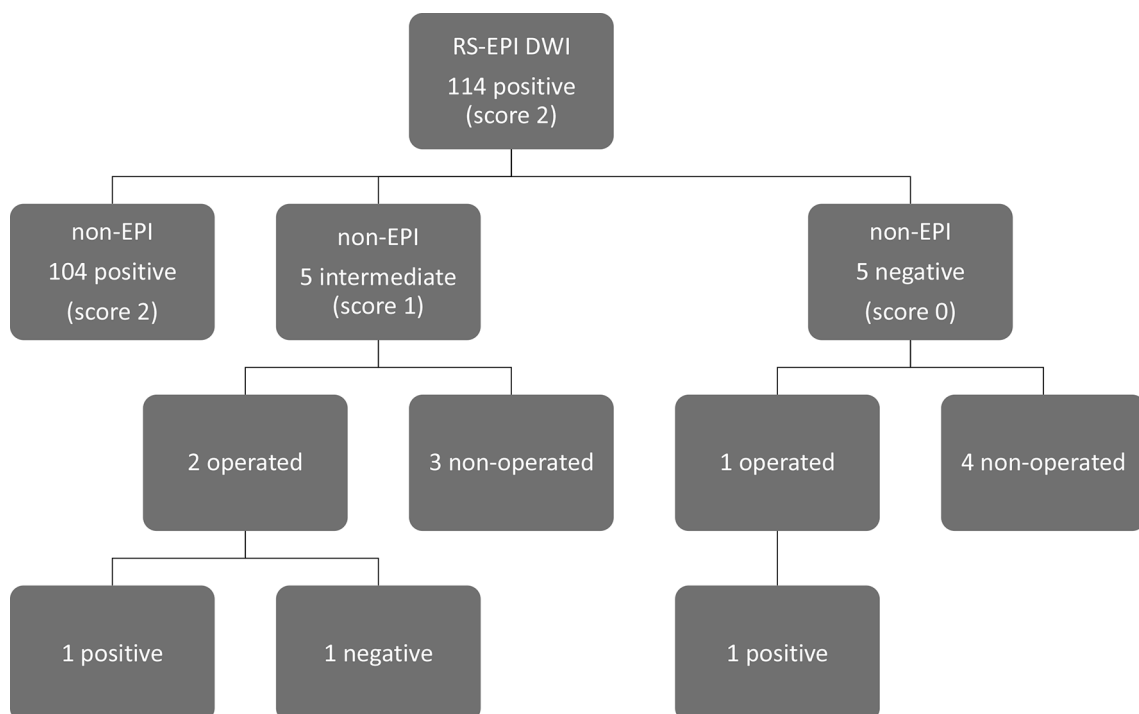 RS-EPI DWI
114 positive
(score 2)
non-EPI
104 positive
(score 2)
non-EPI
5 intermediate
(score 1)
non-EPI
5 negative
(score 0)
2 operated
3 non-operated
1 operated
4 non-operated
1 positive
1 negative
1 positive